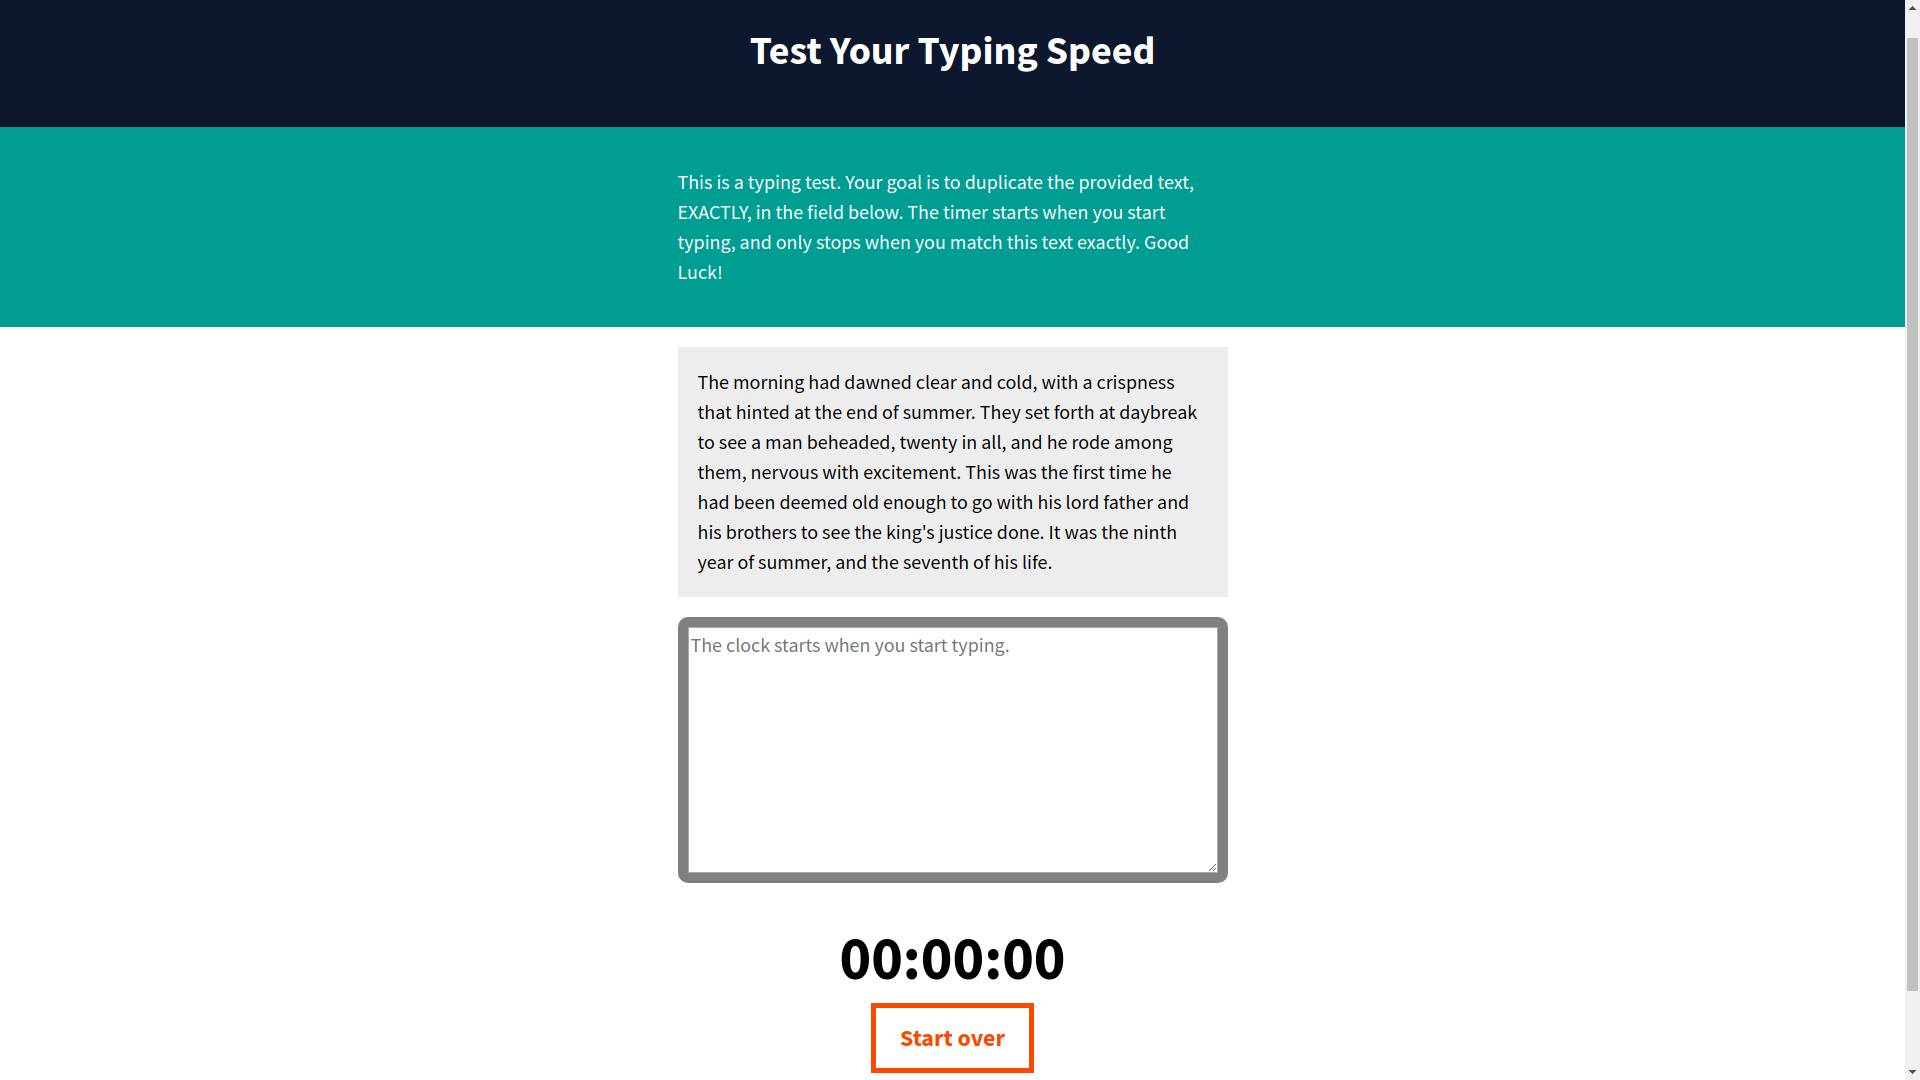 Test Your Typing Speed
This is a typing test. Your goal is to duplicate the provided text,
EXACTLY, in the field below. The timer starts when you start
typing, and only stops when you match this text exactly. Good
Luck!
The morning had dawned clear and cold, with a crispness
that hinted at the end of summer. They set forth at daybreak
to see a man beheaded, twenty in all, and he rode among
them, nervous with excitement. This was the first time he
had been deemed old enough to go with his lord father and
his brothers to see the king's justice done. It was the ninth
year of summer, and the seventh of his life.
The clock starts when you start typing.
00:00:00
Start over